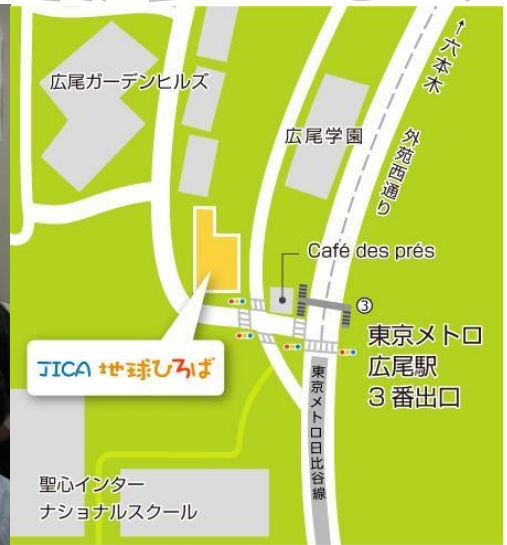 ←六本木
広尾ガーデンヒルズ
広尾学園
外苑西通り
Café des prés
③
東京メトロ
広尾駅
3番出口
JICA 地球ひろば
東京メトロ日比谷線
聖心インター
ナショナルスクール